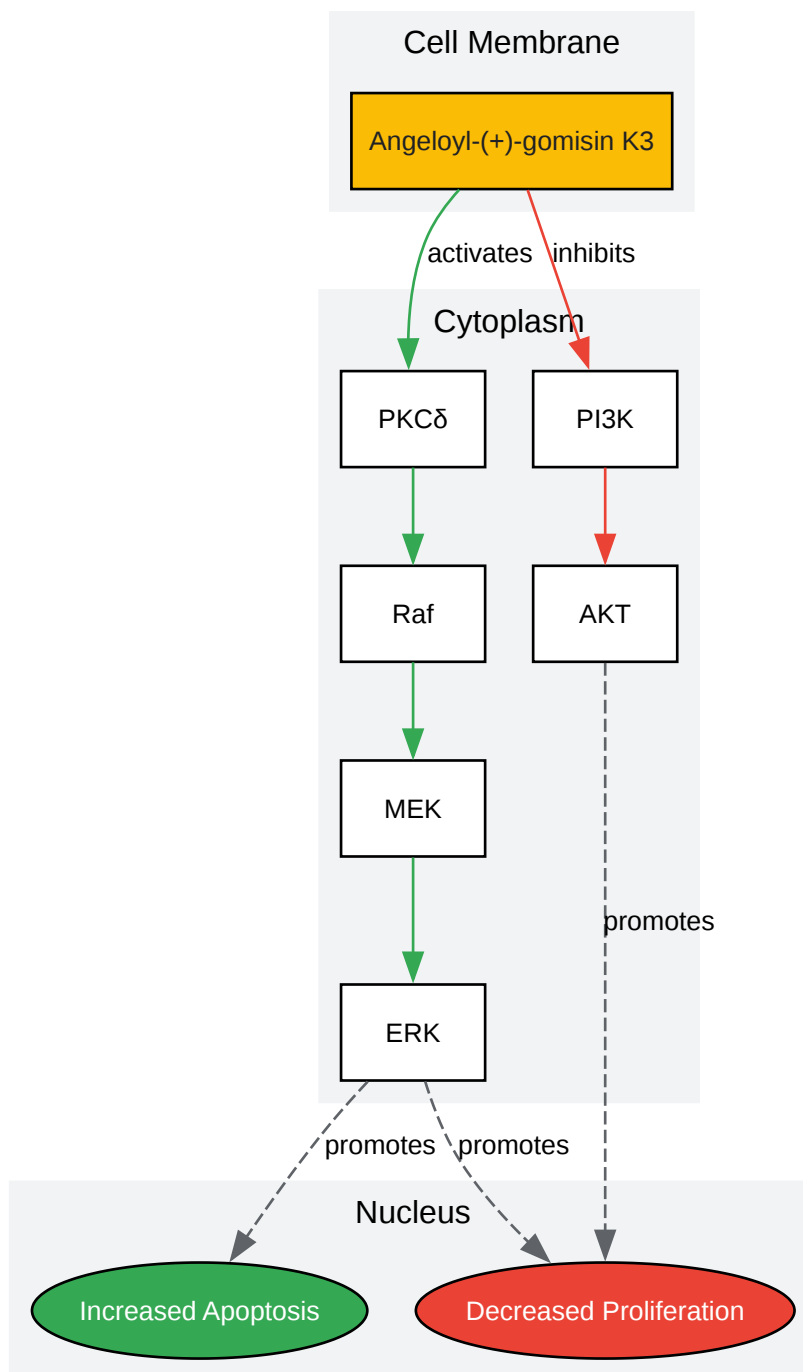 Cell Membrane
Angeloyl-(+)-gomisin K3
activates
inhibits
Cytoplasm
PKCδ
PI3K
Raf
AKT
MEK
promotes
ERK
promotes
promotes
Nucleus
Increased Apoptosis
Decreased Proliferation